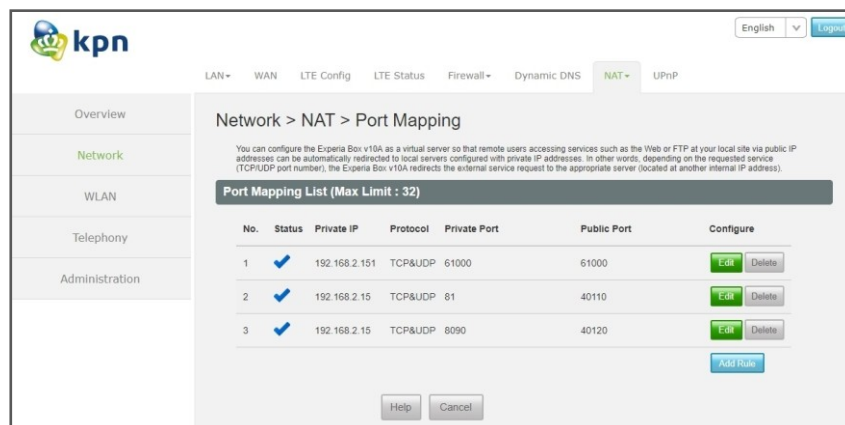 kpn
English
Logout
LAN WAN LTE Config LTE Status Firewall Dynamic DNS NAT UPnP
Overview
Network
WLAN
Telephony
Administration
Network > NAT > Port Mapping
You can configure the Experia Box v10A as a virtual server so that remote users accessing services such as the Web or FTP at your local site via public IP
addresses can be automatically redirected to local servers configured with private IP addresses. In other words, depending on the requested service
(TCP/UDP port number), the Experia Box v10A redirects the external service request to the appropriate server (located at another internal IP address).
Port Mapping List (Max Limit : 32)
No. Status Private IP Protocol Private Port Public Port Configure
1 192.168.2.151 TCP&UDP 61000 61000 Edit Delete
2 192.168.2.15 TCP&UDP 81 40110 Edit Delete
3 192.168.2.15 TCP&UDP 8090 40120 Edit Delete
Add Rule
Help Cancel